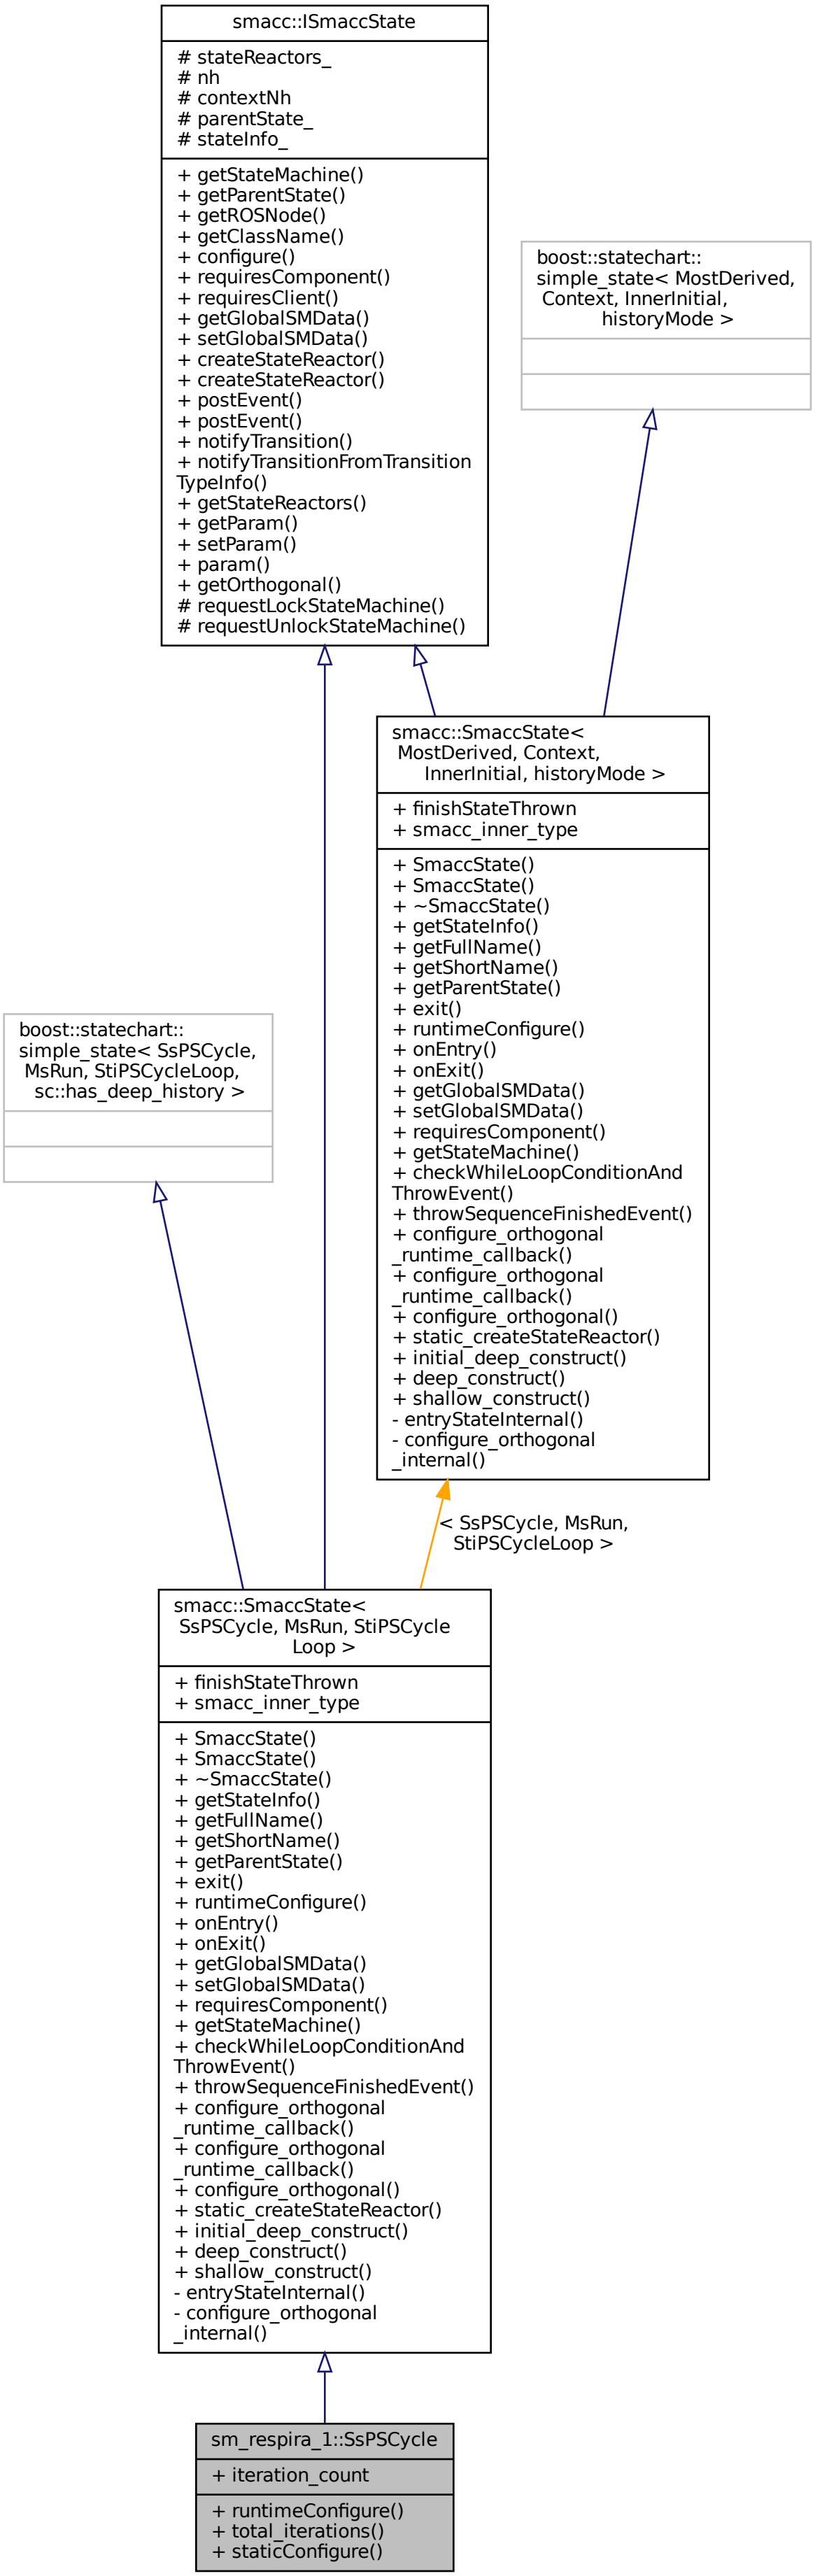 smacc::ISmaccState
# stateReactors_
# nh
# contextNh
# parentState_
# stateInfo_
+ getStateMachine()
+ getParentState()
+ getROSNode()
+ getClassName()
+ configure()
+ requiresComponent()
+ requiresClient()
+ getGlobalSMData()
+ setGlobalSMData()
+ createStateReactor()
+ createStateReactor()
+ postEvent()
+ postEvent()
+ notifyTransition()
+ notifyTransitionFromTransition
TypeInfo()
+ getStateReactors()
+ getParam()
+ setParam()
+ param()
+ getOrthogonal()
# requestLockStateMachine()
# requestUnlockStateMachine()
boost::statechart::
simple_state< MostDerived,
Context, InnerInitial,
historyMode >
smacc::SmaccState<
MostDerived, Context,
InnerInitial, historyMode >
+ finishStateThrown
+ smacc_inner_type
+ SmaccState()
+ SmaccState()
+ ~SmaccState()
+ getStateInfo()
+ getFullName()
+ getShortName()
+ getParentState()
+ exit()
+ runtimeConfigure()
+ onEntry()
+ onExit()
+ getGlobalSMData()
+ setGlobalSMData()
+ requiresComponent()
+ getStateMachine()
+ checkWhileLoopConditionAnd
ThrowEvent()
+ throwSequenceFinishedEvent()
+ configure_orthogonal
_runtime_callback()
+ configure_orthogonal
_runtime_callback()
+ configure_orthogonal()
+ static_createStateReactor()
+ initial_deep_construct()
+ deep_construct()
+ shallow_construct()
- entryStateInternal()
- configure_orthogonal
_internal()
boost::statechart::
simple_state< SsPSCycle,
MsRun, StiPSCycleLoop,
sc::has_deep_history >
< SsPSCycle, MsRun,
StiPSCycleLoop >
smacc::SmaccState<
SsPSCycle, MsRun, StiPSCycle
Loop >
+ finishStateThrown
+ smacc_inner_type
+ SmaccState()
+ SmaccState()
+ ~SmaccState()
+ getStateInfo()
+ getFullName()
+ getShortName()
+ getParentState()
+ exit()
+ runtimeConfigure()
+ onEntry()
+ onExit()
+ getGlobalSMData()
+ setGlobalSMData()
+ requiresComponent()
+ getStateMachine()
+ checkWhileLoopConditionAnd
ThrowEvent()
+ throwSequenceFinishedEvent()
+ configure_orthogonal
_runtime_callback()
+ configure_orthogonal
_runtime_callback()
+ configure_orthogonal()
+ static_createStateReactor()
+ initial_deep_construct()
+ deep_construct()
+ shallow_construct()
- entryStateInternal()
- configure_orthogonal
_internal()
sm_respira_1::SsPSCycle
+ iteration_count
+ runtimeConfigure()
+ total_iterations()
+ staticConfigure()